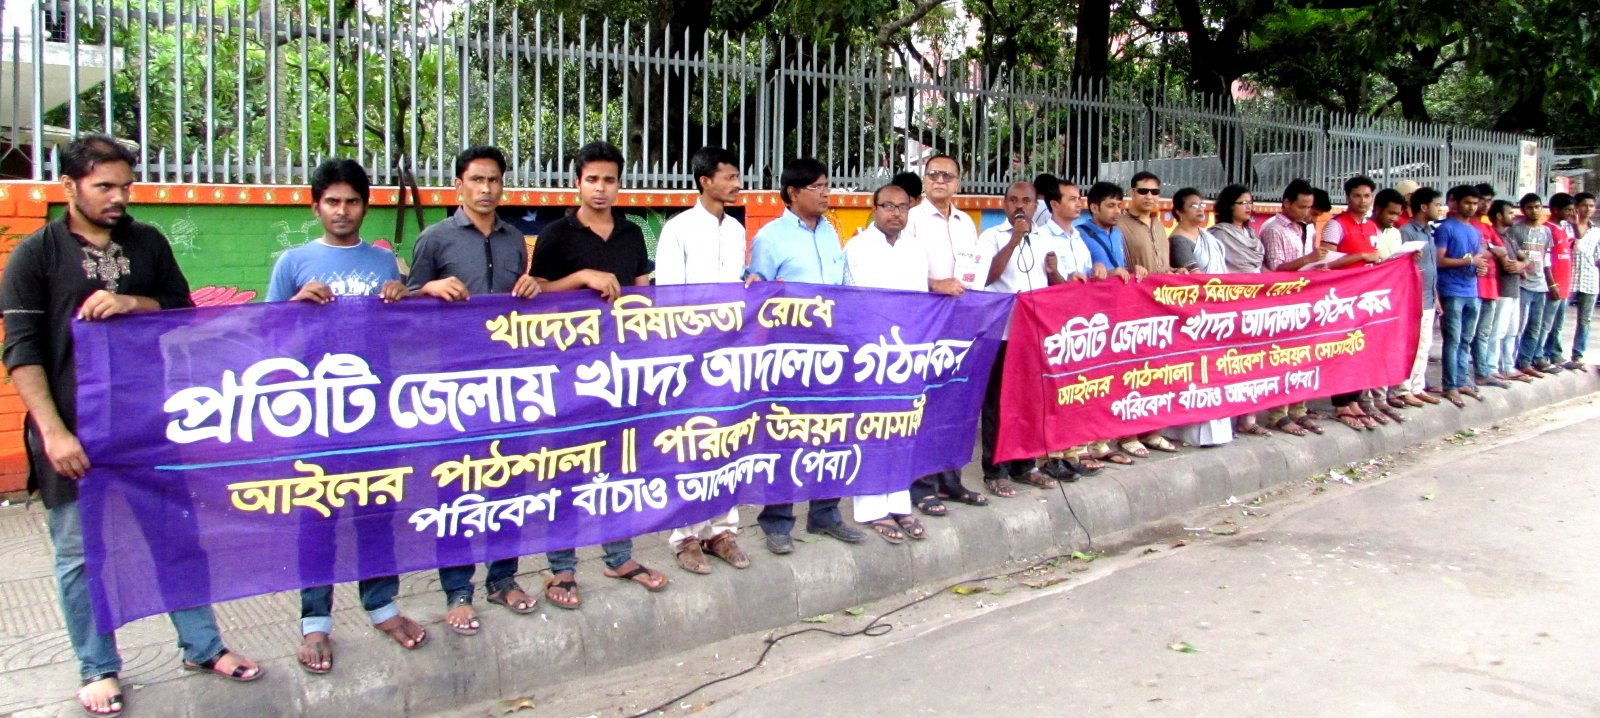 খাদ্যের বিষাক্ততা রোধে
প্রতিটি জেলায় খাদ্য আদালত গঠন কর
আইনের পাঠশালা || পরিবেশ উন্নয়ন সোসাইটি
পরিবেশ বাঁচাও আন্দোলন (পবা)
খাদ্যের বিষাক্ততা রোধে
প্রতিটি জেলায় খাদ্য আদালত গঠন কর
আইনের পাঠশালা || পরিবেশ উন্নয়ন সোসাইটি
পরিবেশ বাঁচাও আন্দোলন (পবা)